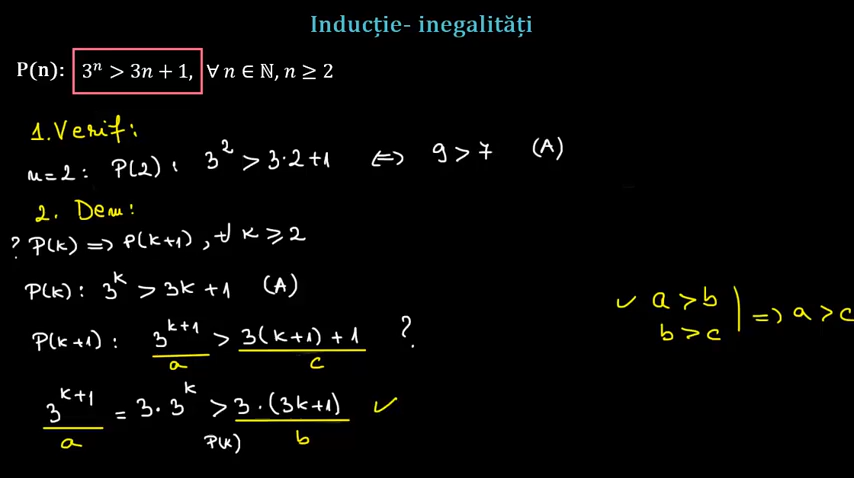 Inducție- inegalități
P(n): 3ⁿ > 3n + 1, ∀ n ∈ ℕ, n ≥ 2
1. Verif:
n=2 : P(2) : 3² > 3·2+1 ⟺ 9 > 7 (A)
2. Dem:
? P(k) ⟹ P(k+1), ∀ k ≥ 2
P(k): 3ᵏ > 3k + 1 (A)
P(k+1) : 3ᵏ⁺¹ > 3(k+1) + 1 ?
a c
3ᵏ⁺¹ = 3·3ᵏ > 3·(3k+1) ✓
a P(k) b
✓ a > b | ⟹ a > c
b > c